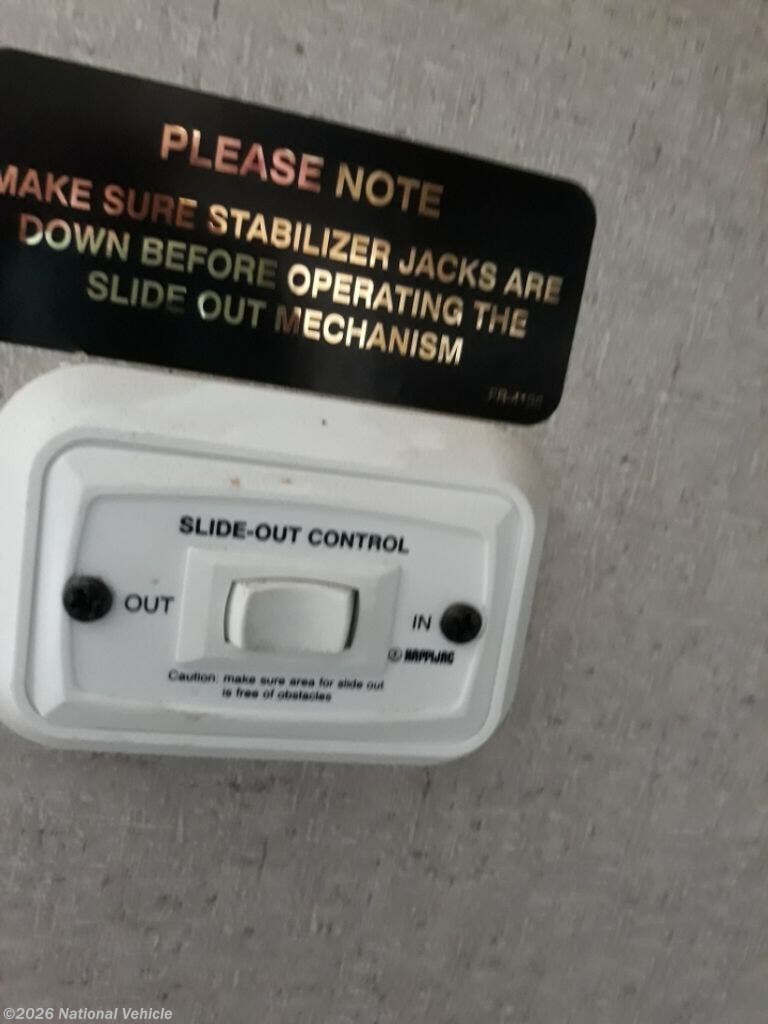 PLEASE NOTE
MAKE SURE STABILIZER JACKS ARE
DOWN BEFORE OPERATING THE
SLIDE OUT MECHANISM
SLIDE-OUT CONTROL
OUT
IN
HAPPIJAC
Caution: make sure area for slide out
is free of obstacles
©2026 National Vehicle